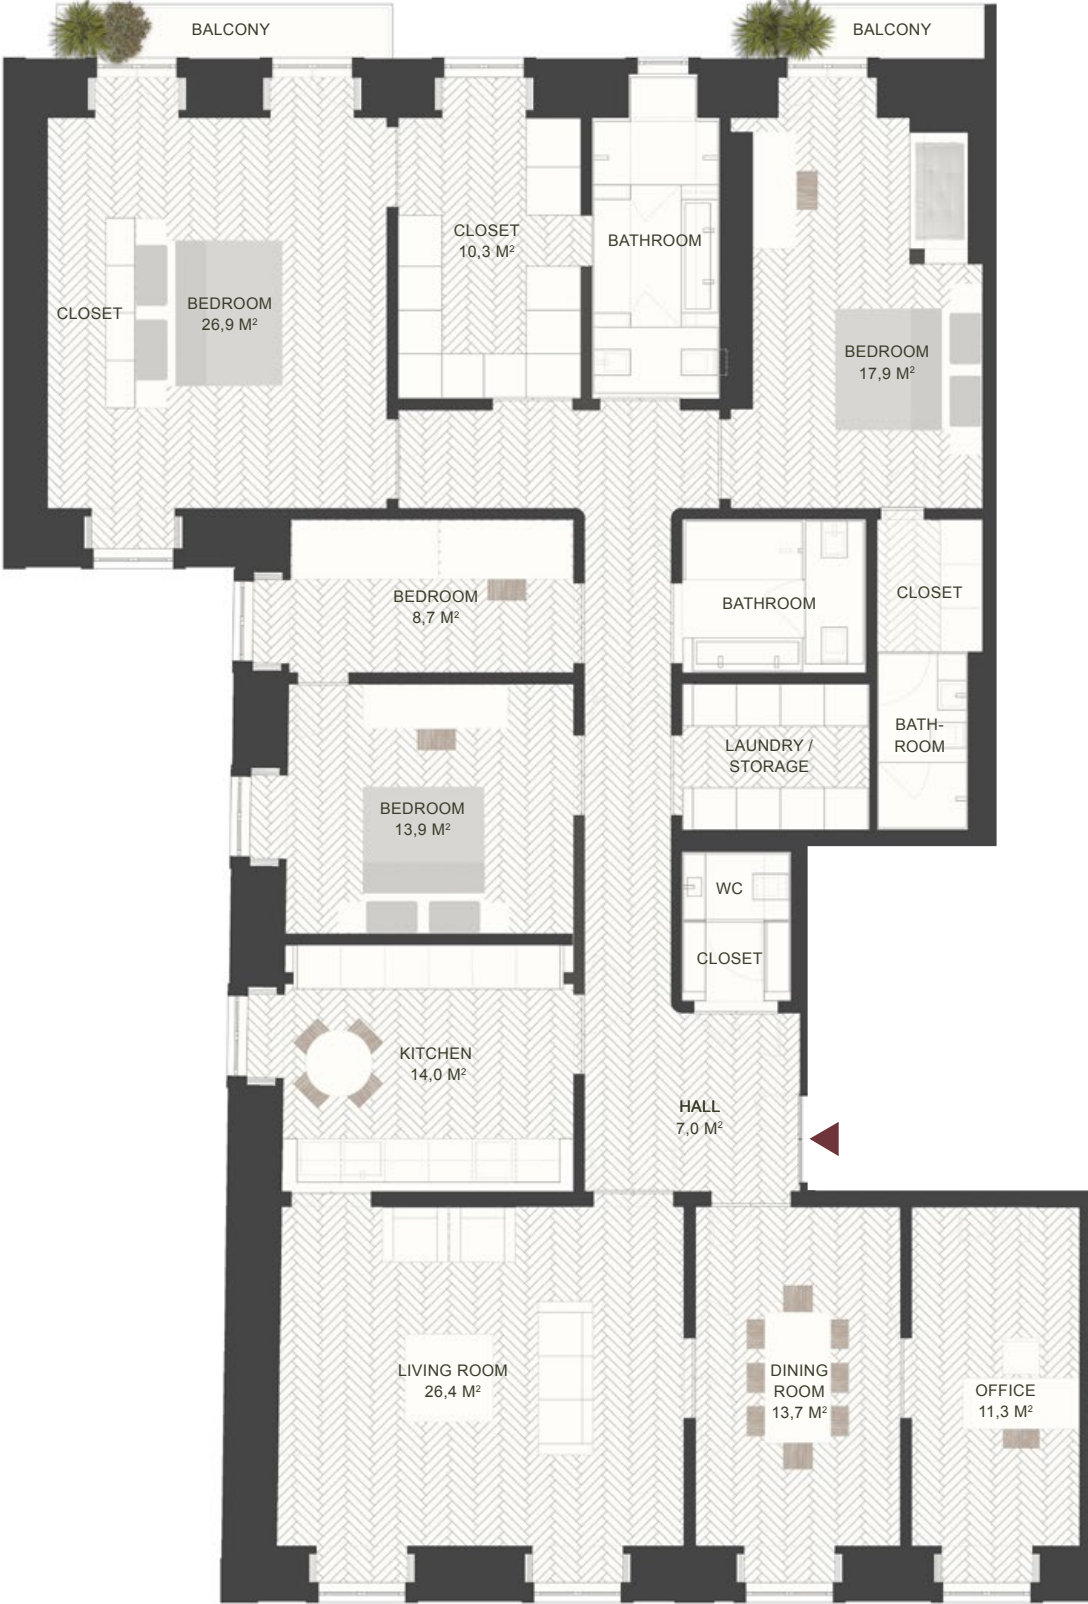 BALCONY
BALCONY
CLOSET
10,3 M²
BATHROOM
CLOSET
BEDROOM
26,9 M²
BEDROOM
17,9 M²
BEDROOM
8,7 M²
BATHROOM
CLOSET
LAUNDRY /
STORAGE
BATH-
ROOM
BEDROOM
13,9 M²
WC
CLOSET
KITCHEN
14,0 M²
HALL
7,0 M²
LIVING ROOM
26,4 M²
DINING
ROOM
13,7 M²
OFFICE
11,3 M²